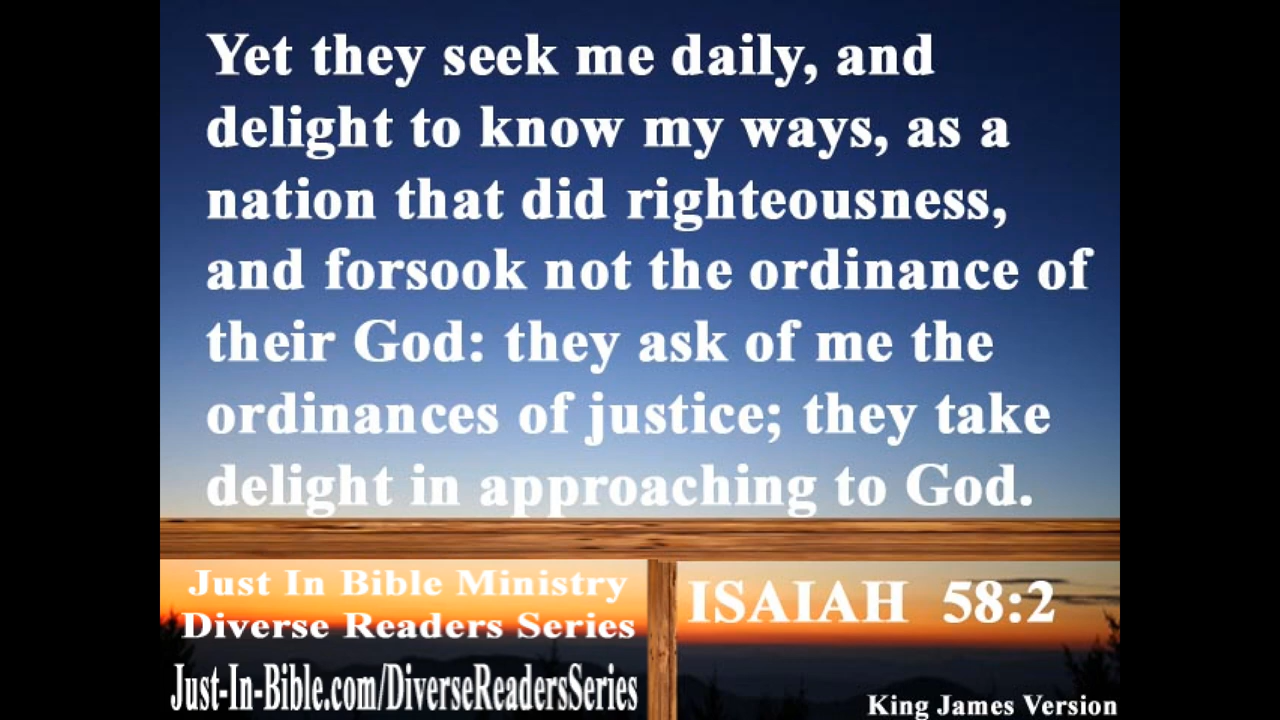 Yet they seek me daily, and
delight to know my ways, as a
nation that did righteousness,
and forsook not the ordinance of
their God: they ask of me the
ordinances of justice; they take
delight in approaching to God.
Just In Bible Ministry
Diverse Readers Series
Just-In-Bible.com/DiverseReadersSeries
ISAIAH 58:2
King James Version